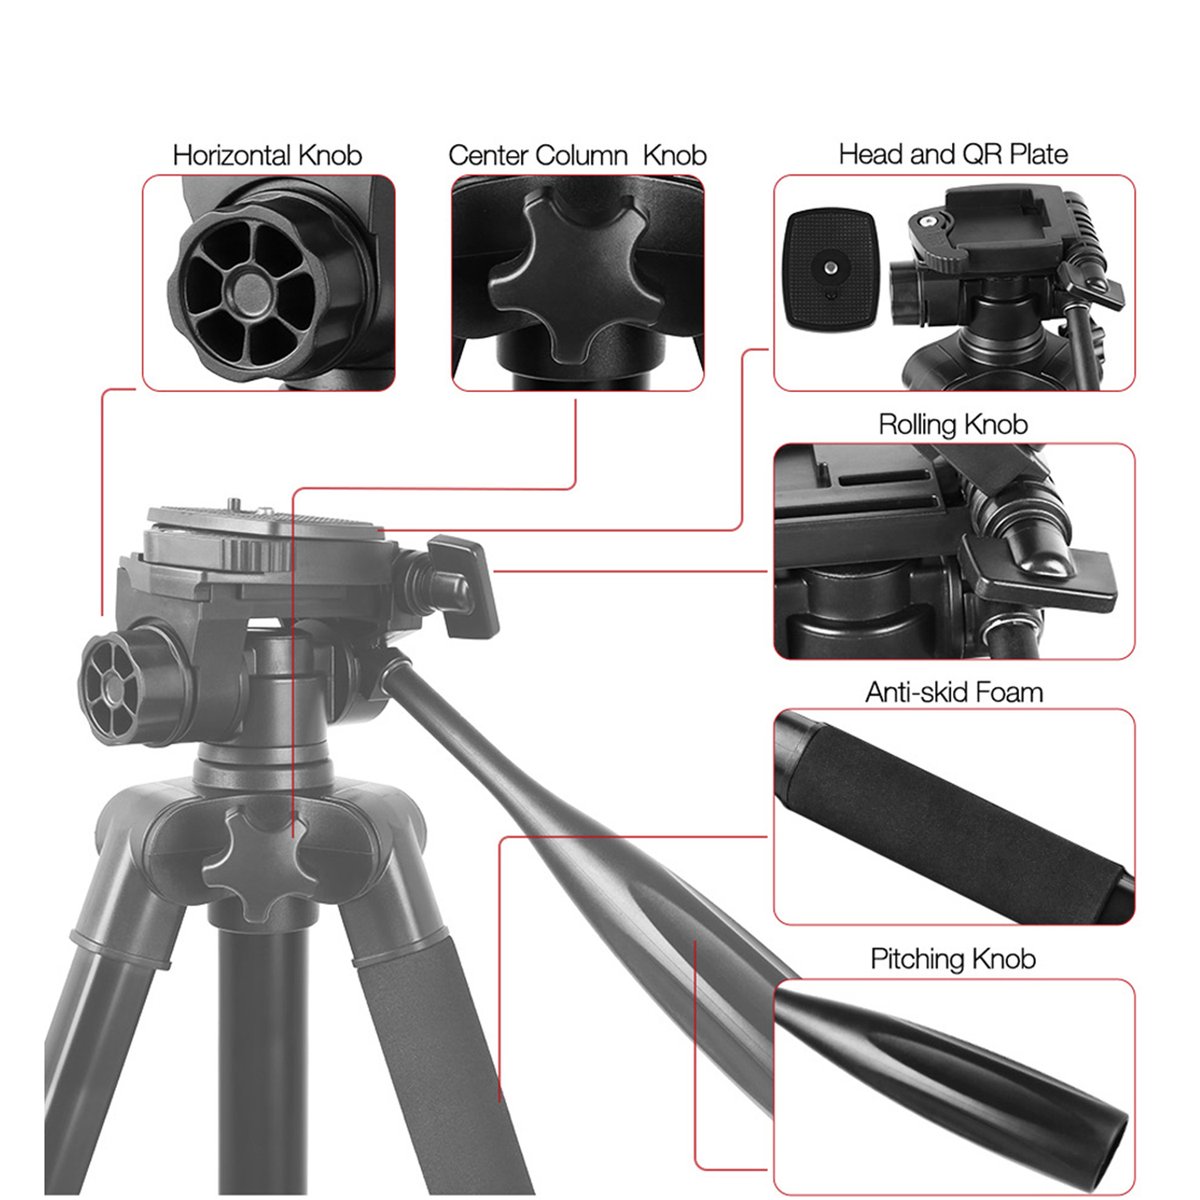 Horizontal Knob
Center Column Knob
Head and QR Plate
Rolling Knob
Anti-skid Foam
Pitching Knob